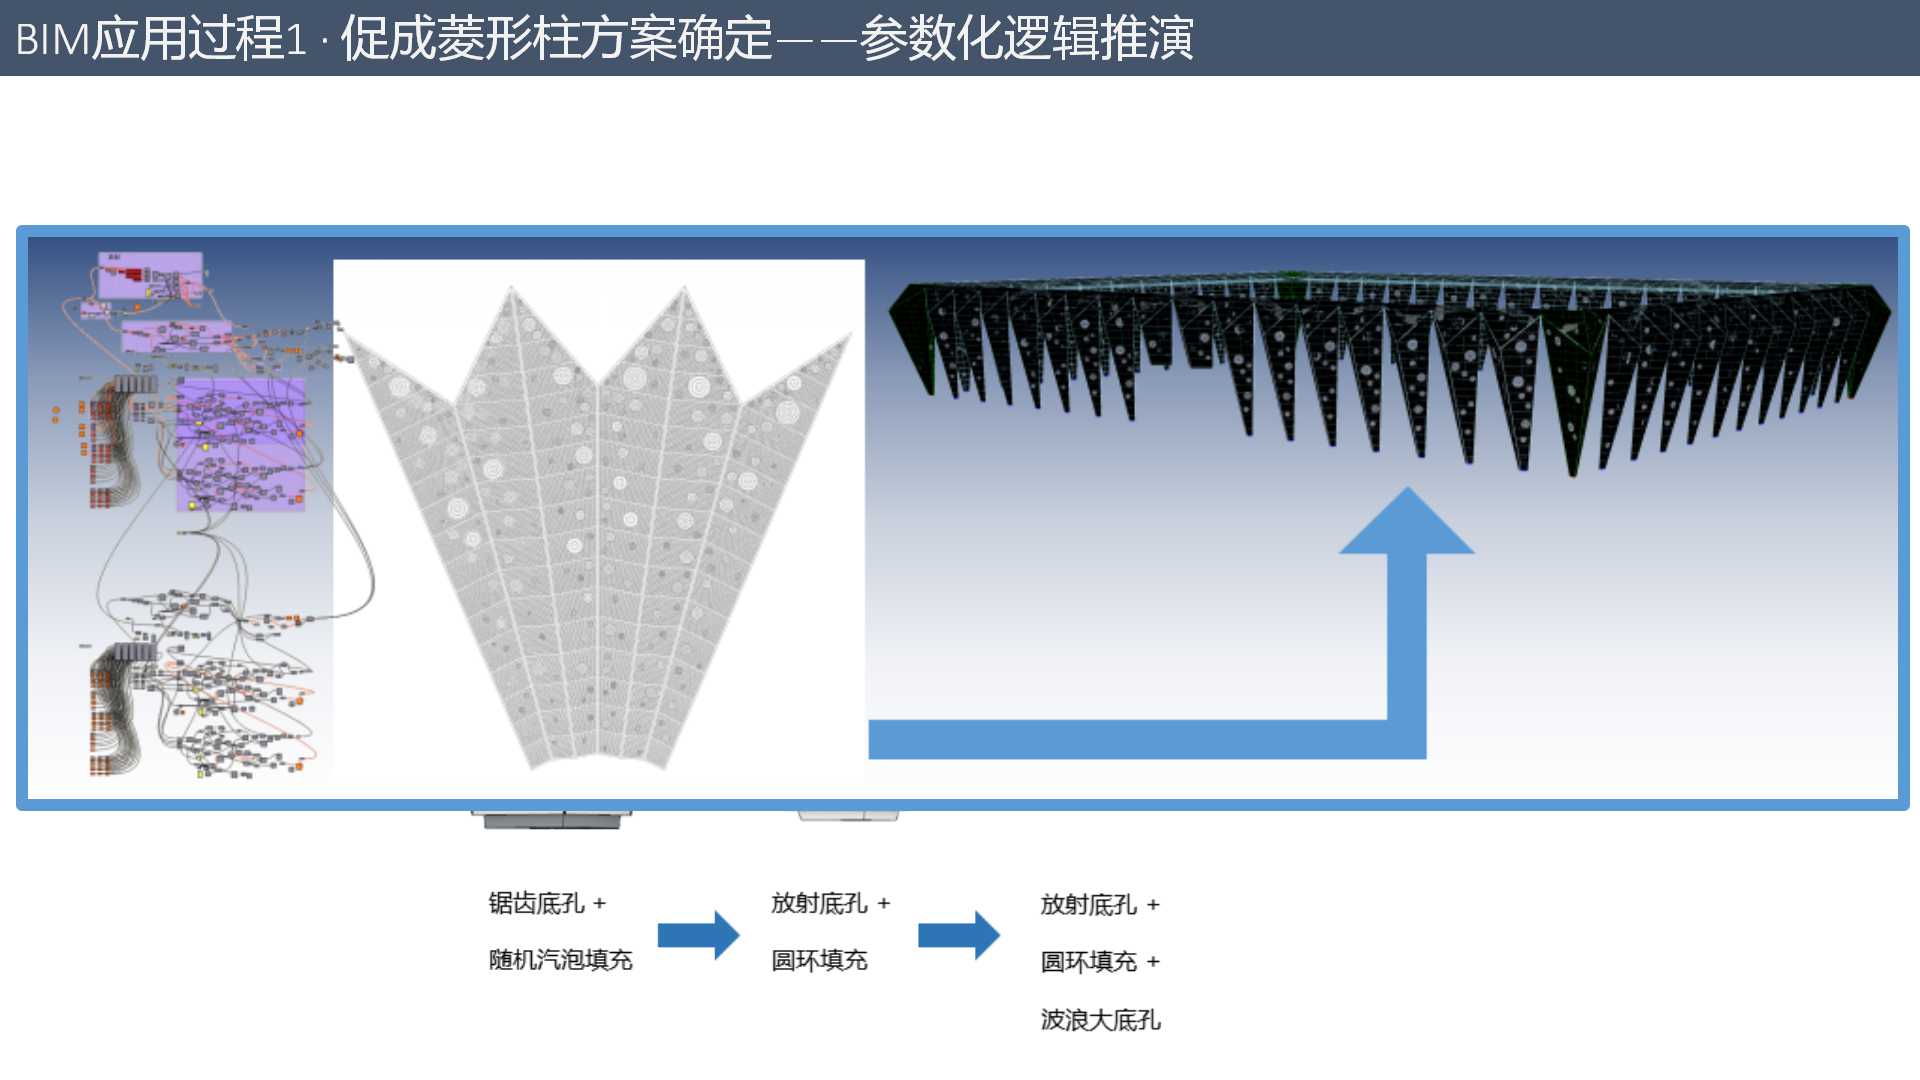 BIM应用过程1 · 促成菱形柱方案确定——参数化逻辑推演
锯齿底孔 +
随机汽泡填充
放射底孔 +
圆环填充
放射底孔 +
圆环填充 +
波浪大底孔